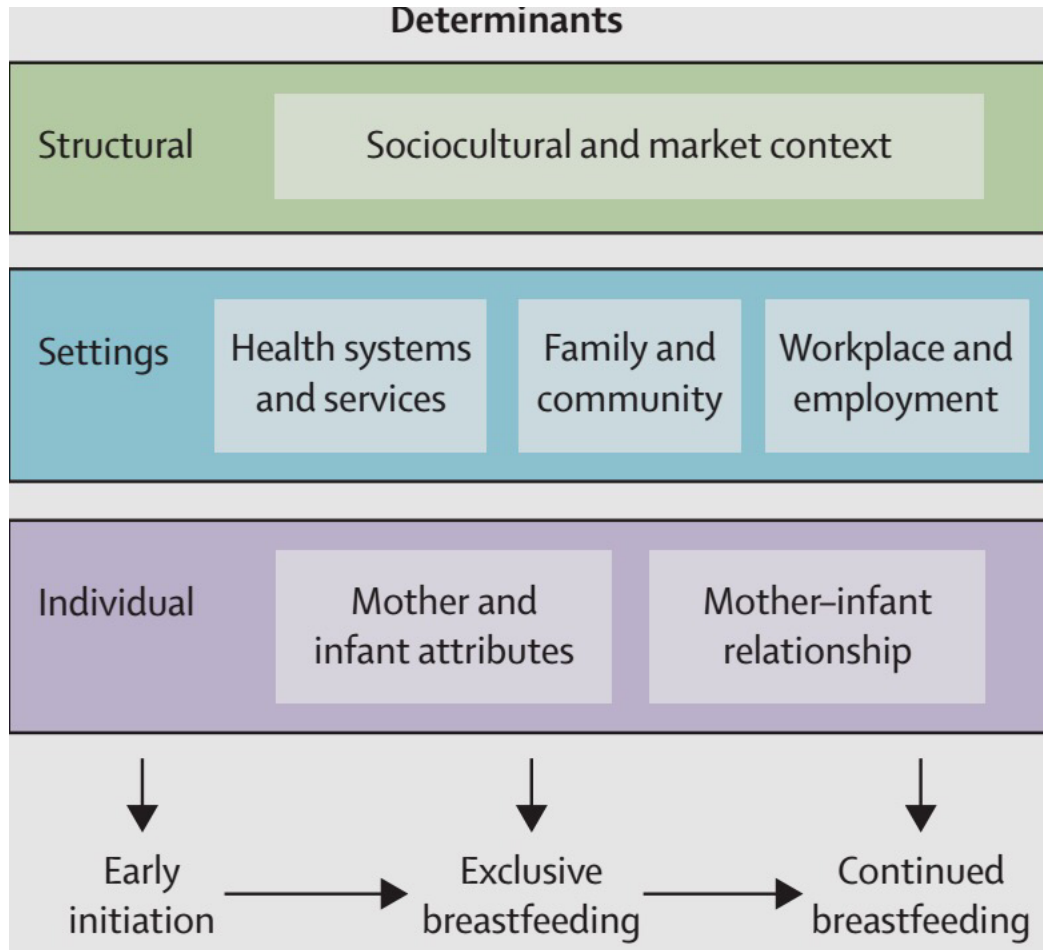 Determinants
Structural
Sociocultural and market context
Settings
Health systems
and services
Family and
community
Workplace and
employment
Individual
Mother and
infant attributes
Mother–infant
relationship
Early
initiation
Exclusive
breastfeeding
Continued
breastfeeding